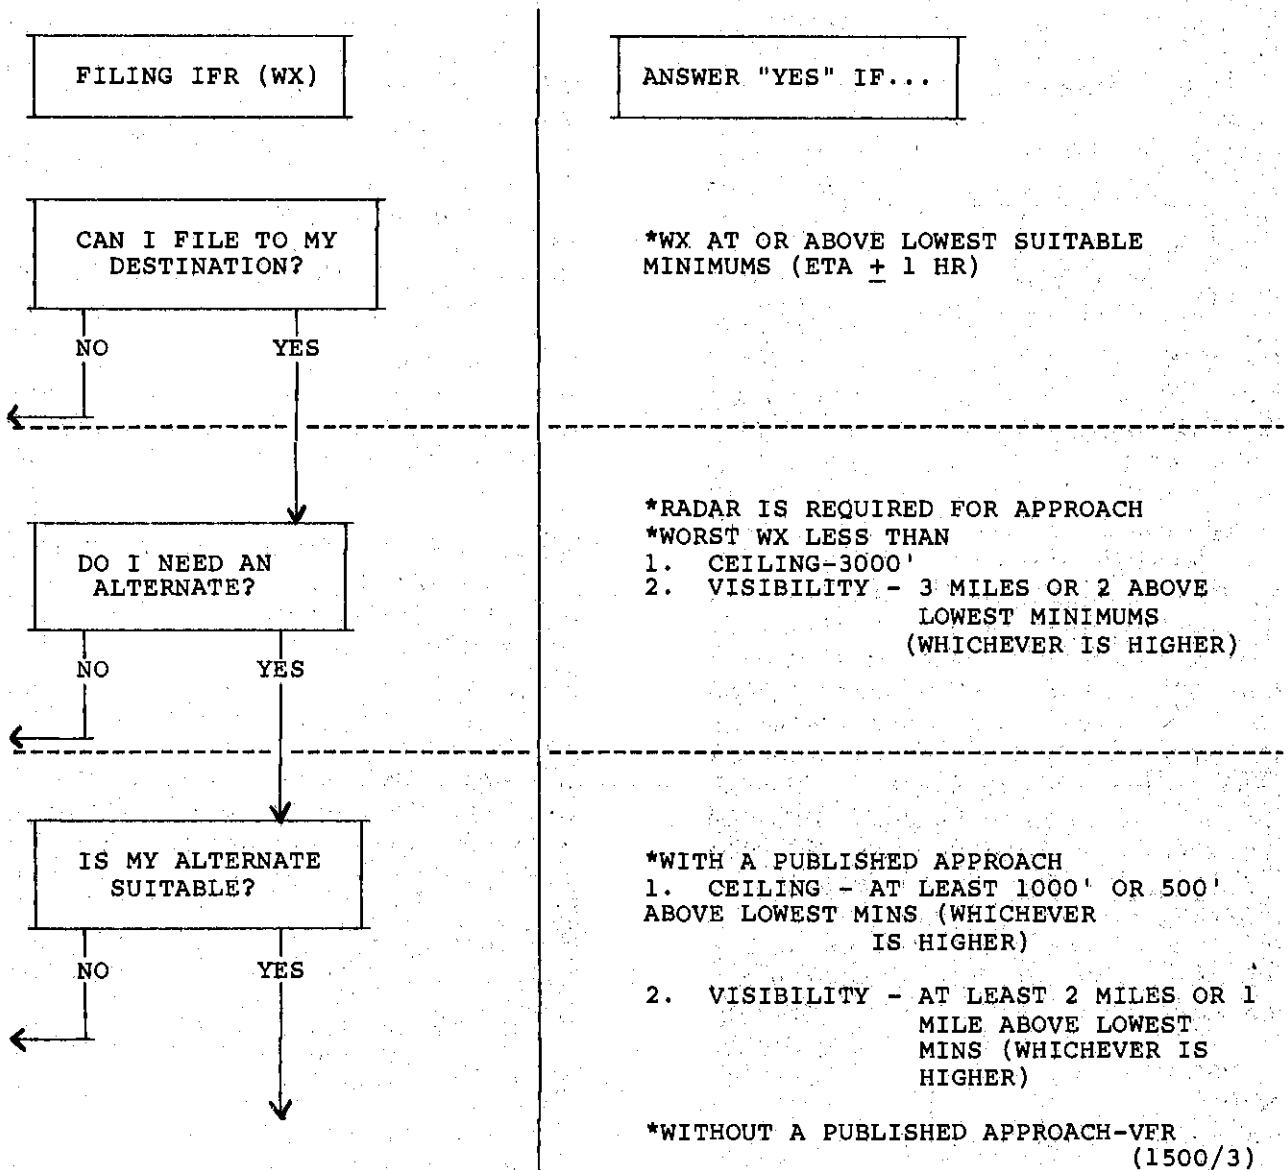 FILING IFR (WX)
ANSWER "YES" IF...
CAN I FILE TO MY
DESTINATION?
*WX AT OR ABOVE LOWEST SUITABLE
MINIMUMS (ETA ± 1 HR)
NO
YES
*RADAR IS REQUIRED FOR APPROACH
*WORST WX LESS THAN
1. CEILING-3000'
2. VISIBILITY - 3 MILES OR 2 ABOVE
LOWEST MINIMUMS
(WHICHEVER IS HIGHER)
DO I NEED AN
ALTERNATE?
NO
YES
IS MY ALTERNATE
SUITABLE?
*WITH A PUBLISHED APPROACH
1. CEILING - AT LEAST 1000' OR 500'
ABOVE LOWEST MINS (WHICHEVER
IS HIGHER)
NO
YES
2. VISIBILITY - AT LEAST 2 MILES OR 1
MILE ABOVE LOWEST
MINS (WHICHEVER IS
HIGHER)
*WITHOUT A PUBLISHED APPROACH-VFR
(1500/3)